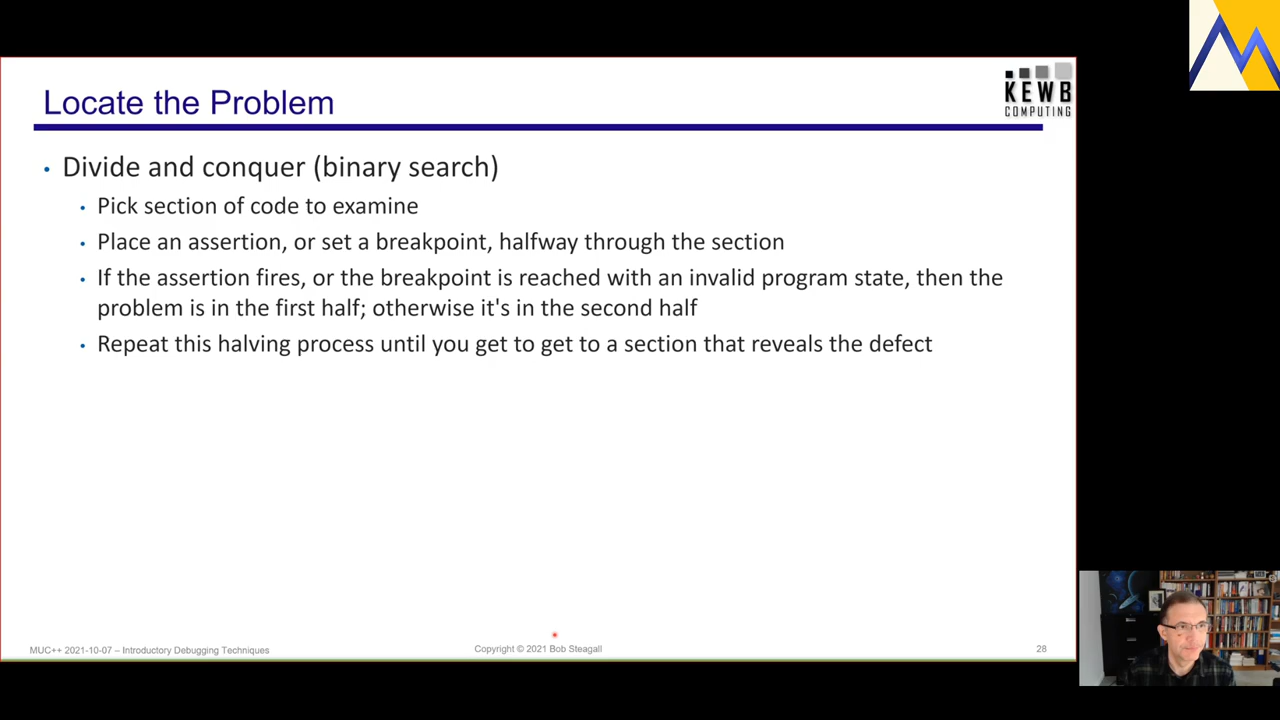 Locate the Problem
KEWB
COMPUTING
• Divide and conquer (binary search)
• Pick section of code to examine
• Place an assertion, or set a breakpoint, halfway through the section
• If the assertion fires, or the breakpoint is reached with an invalid program state, then the
problem is in the first half; otherwise it's in the second half
• Repeat this halving process until you get to get to a section that reveals the defect
MUC++ 2021-10-07 – Introductory Debugging Techniques
Copyright © 2021 Bob Steagall
28